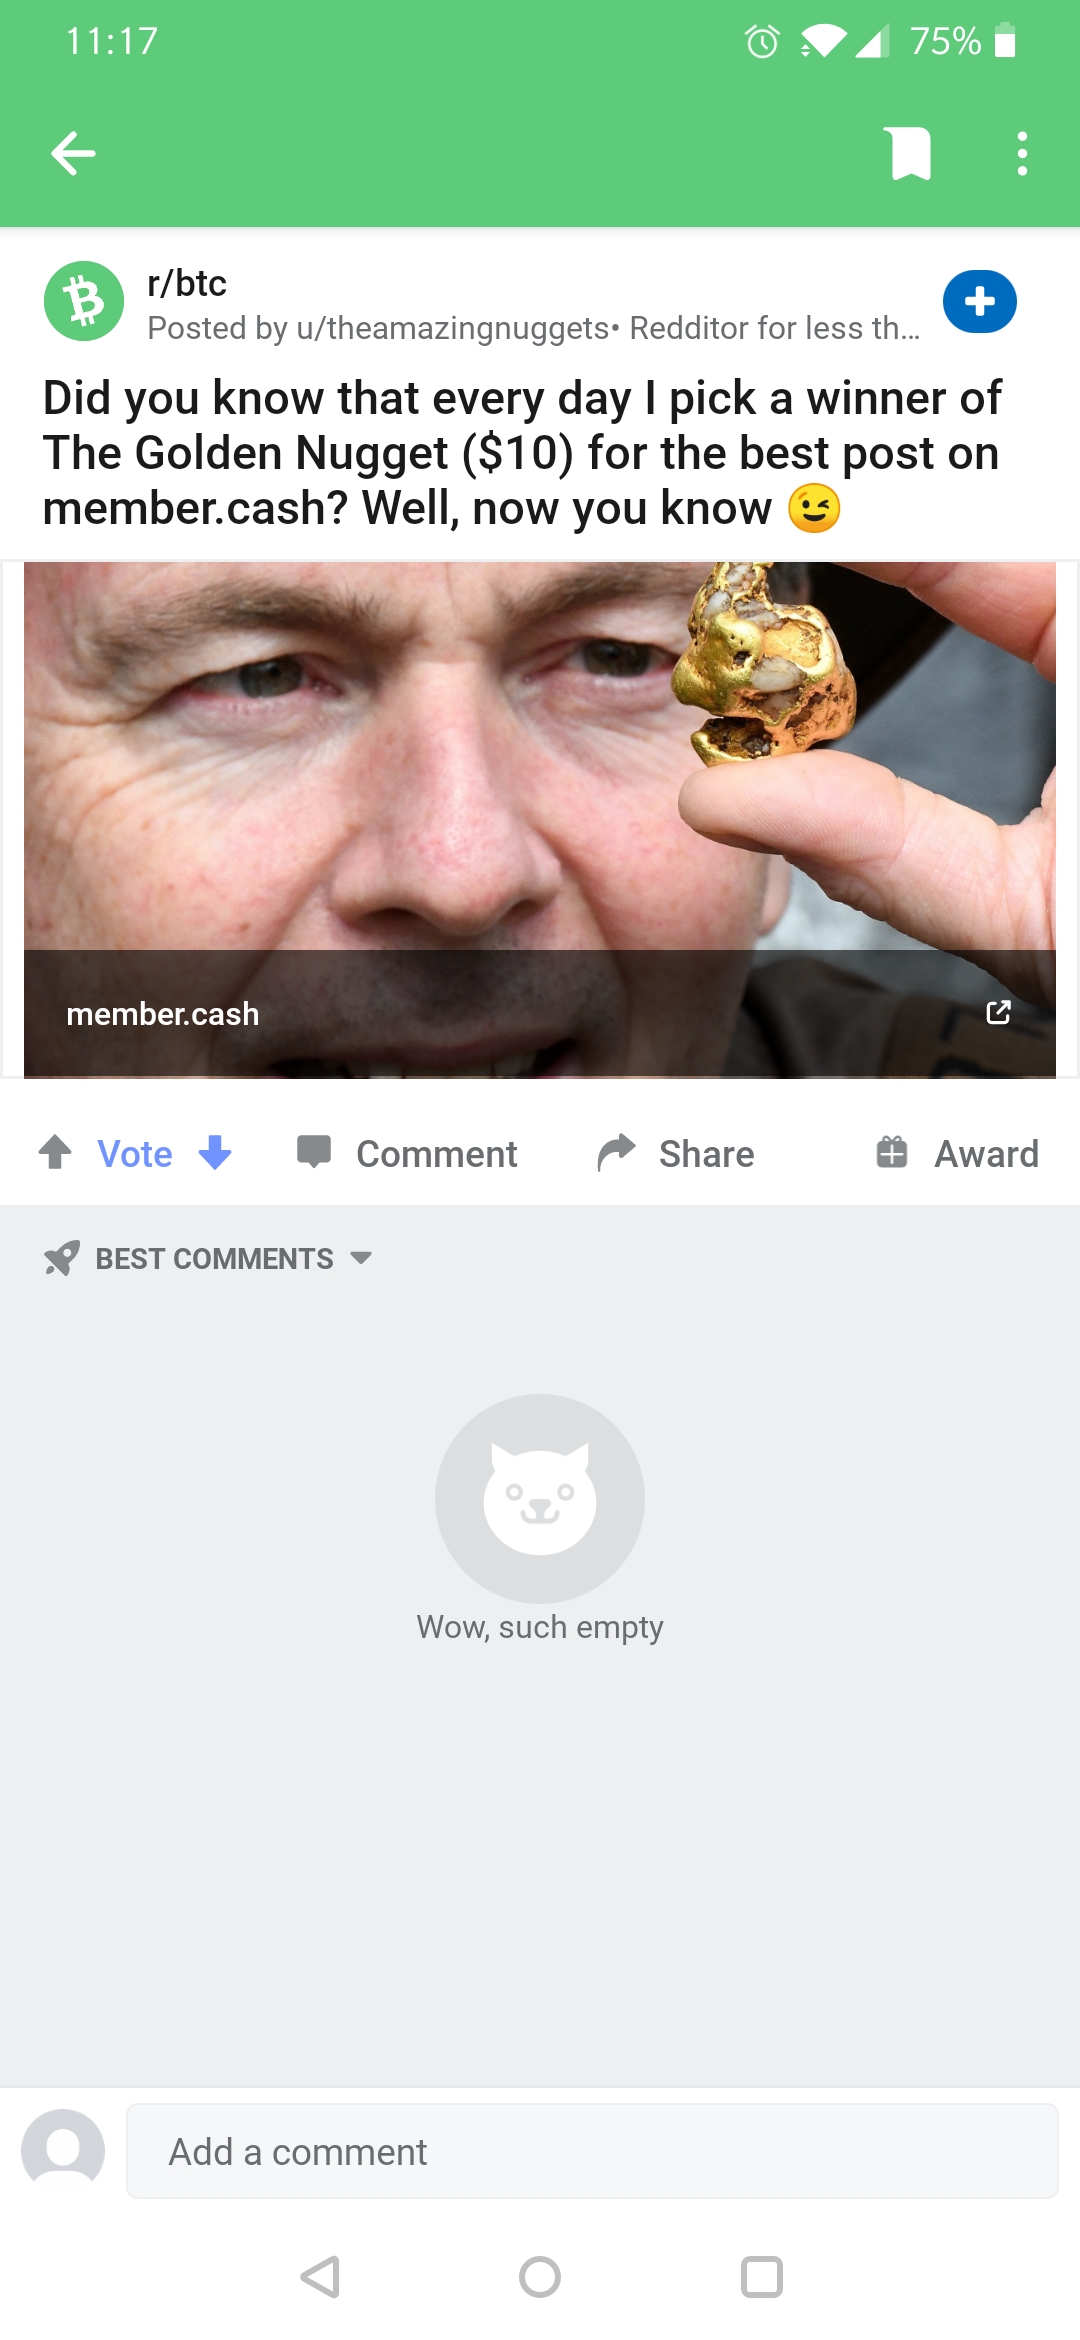 11:17
75%
r/btc
Posted by u/theamazingnuggets• Redditor for less th...
Did you know that every day I pick a winner of
The Golden Nugget ($10) for the best post on
member.cash? Well, now you know 😉
member.cash
Vote
Comment
Share
Award
BEST COMMENTS
Wow, such empty
Add a comment